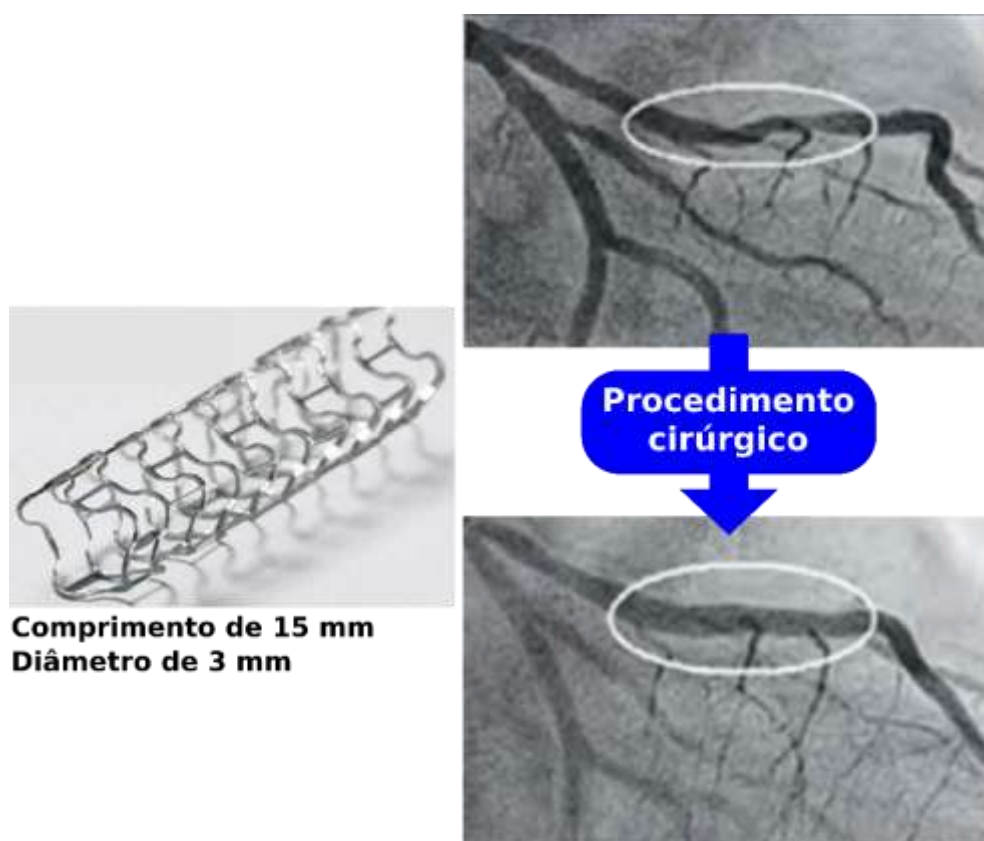 Procedimento
cirúrgico
Comprimento de 15 mm
Diâmetro de 3 mm